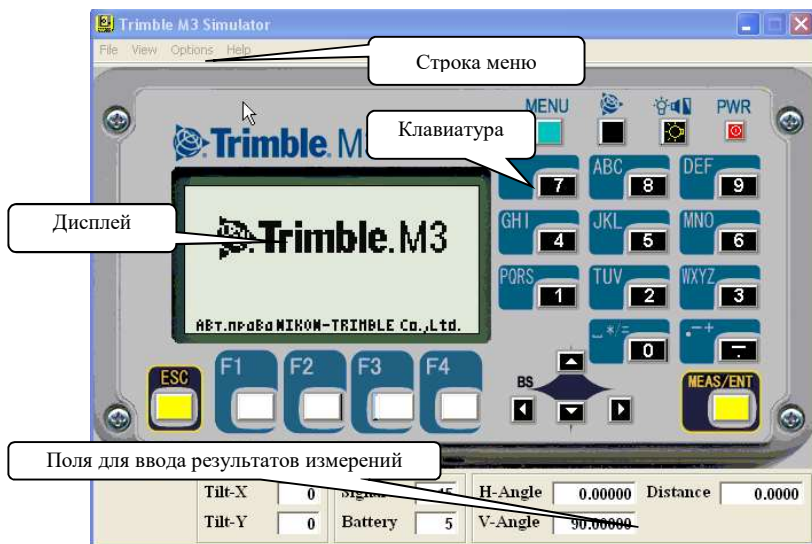 Trimble M3 Simulator
File View Options Help
Строка меню
MENU PWR
Trimble. M3
Клавиатура
7 ABC 8 DEF 9
Дисплей
GHI 4 JKL 5 MNO 6
Trimble.M3
PQRS 1 TUV 2 WXYZ 3
Авт.права NIKON-TRIMBLE Co.,Ltd.
_*/= 0 .-+ -.
ESC F1 F2 F3 F4 BS MEAS/ENT
Поля для ввода результатов измерений
Tilt-X 0 Signal 15 H-Angle 0.00000 Distance 0.0000
Tilt-Y 0 Battery 5 V-Angle 90.00000